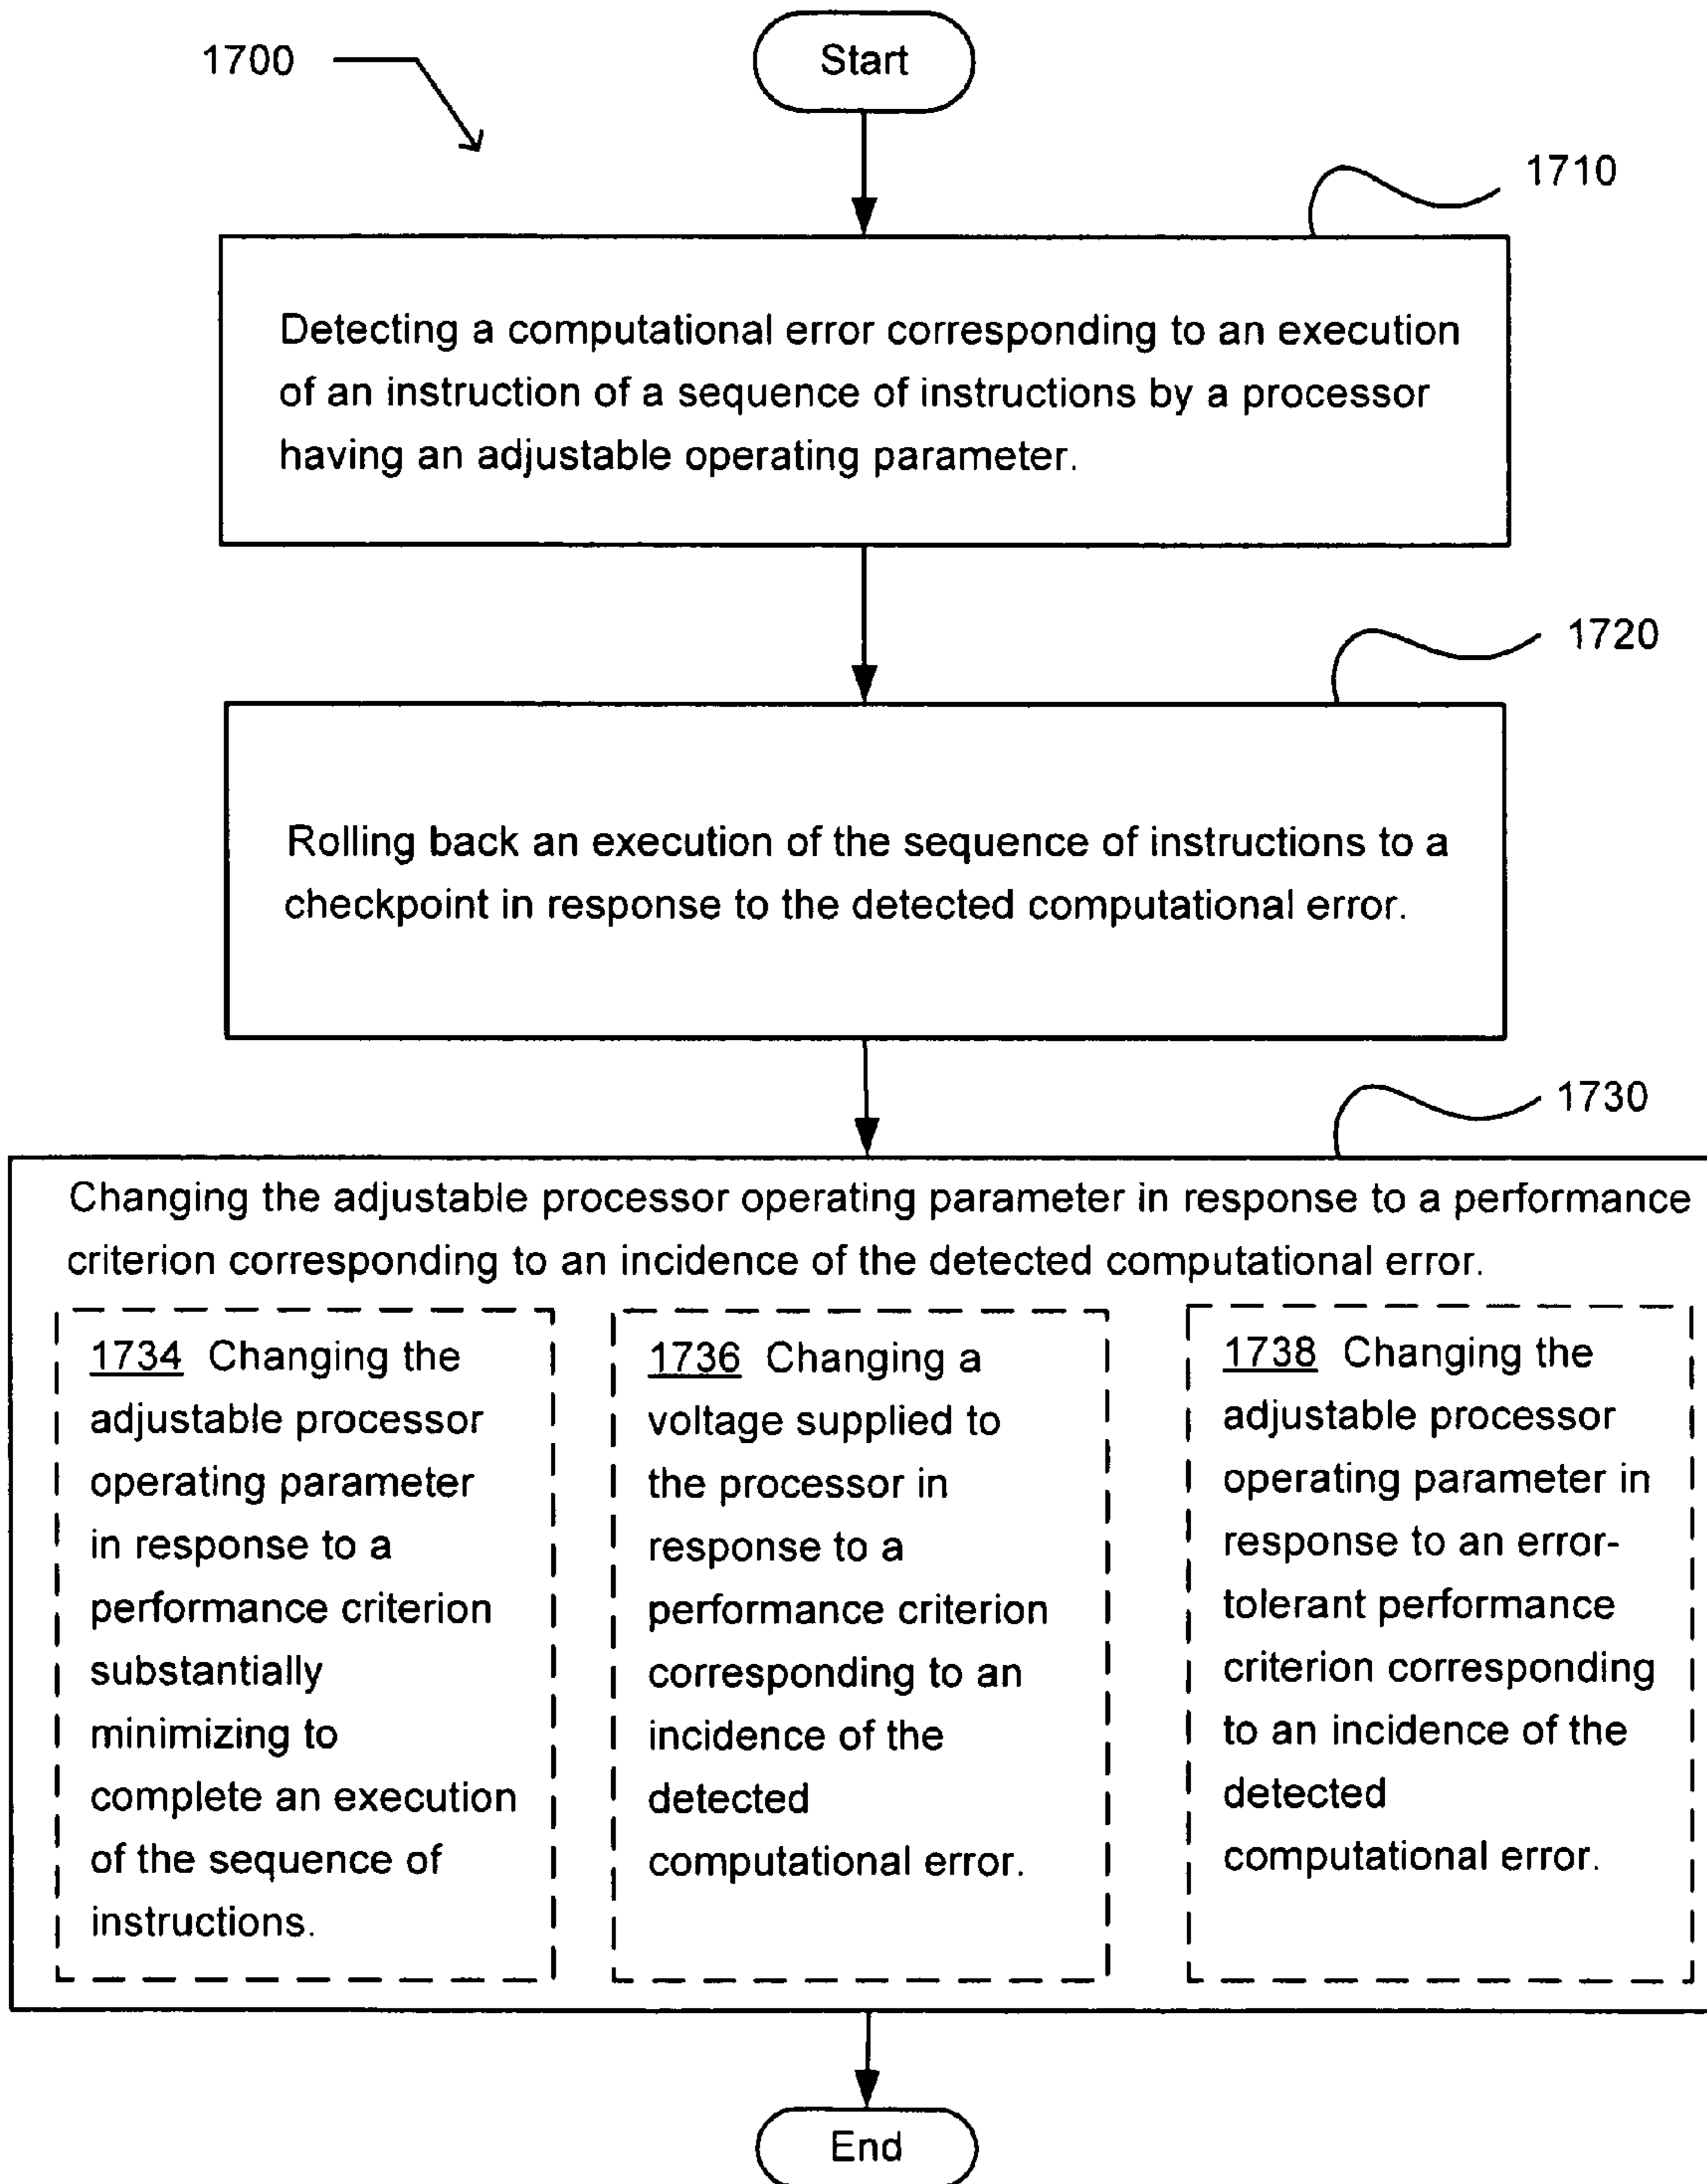 1700
Start
1710
Detecting a computational error corresponding to an execution
of an instruction of a sequence of instructions by a processor
having an adjustable operating parameter.
1720
Rolling back an execution of the sequence of instructions to a
checkpoint in response to the detected computational error.
1730
Changing the adjustable processor operating parameter in response to a performance
criterion corresponding to an incidence of the detected computational error.
1734 Changing the
adjustable processor
operating parameter
in response to a
performance criterion
substantially
minimizing to
complete an execution
of the sequence of
instructions.
1736 Changing a
voltage supplied to
the processor in
response to a
performance criterion
corresponding to an
incidence of the
detected
computational error.
1738 Changing the
adjustable processor
operating parameter in
response to an error-
tolerant performance
criterion corresponding
to an incidence of the
detected
computational error.
End